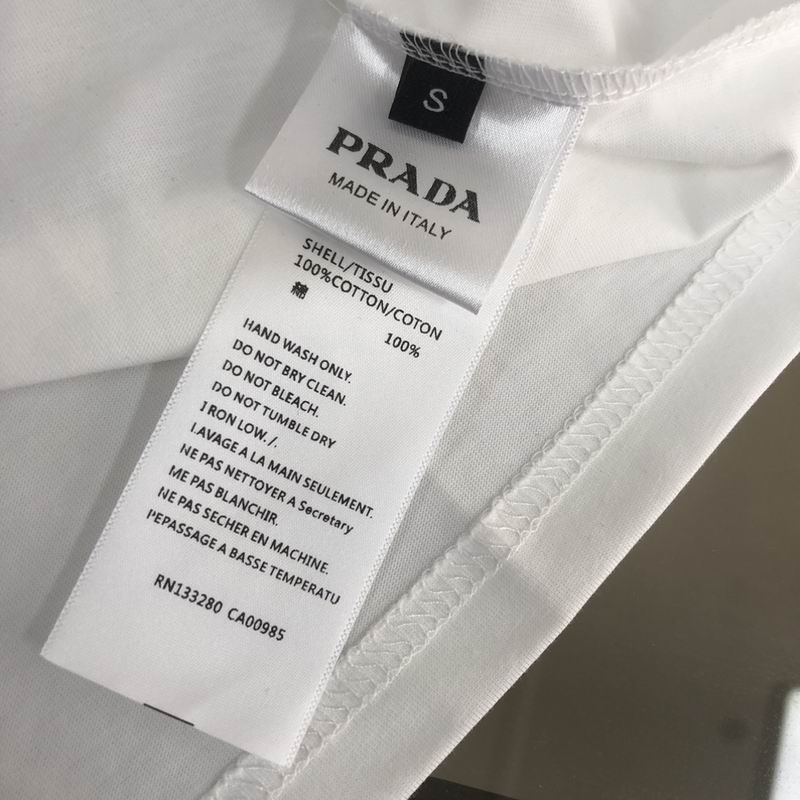 S
PRADA
MADE IN ITALY
SHELL/TISSU
100%COTTON/COTON
綿 100%
HAND WASH ONLY.
DO NOT BRY CLEAN.
DO NOT BLEACH.
DO NOT TUMBLE DRY
I RON LOW. /.
LAVAGE A LA MAIN SEULEMENT.
NE PAS NETTOYER A Secretary
ME PAS BLANCHIR.
NE PAS SECHER EN MACHINE.
PEPASSAGE A BASSE TEMPERATU
RN133280 CA00985